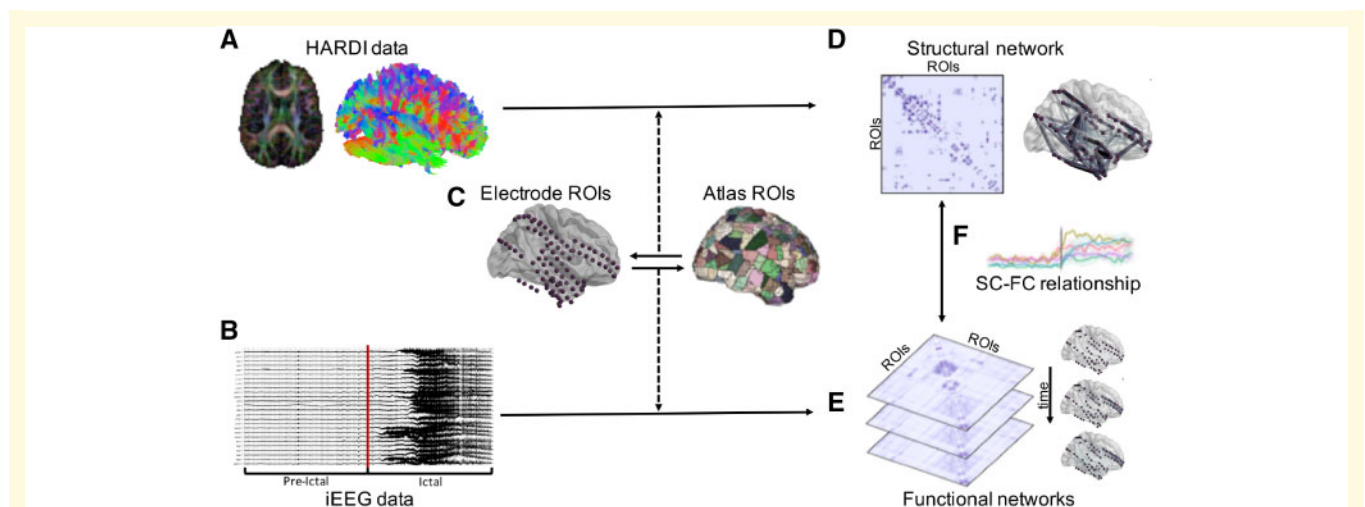 A
HARDI data
D
Structural network
ROIs
ROIs
C
Electrode ROIs
Atlas ROIs
F
SC-FC relationship
B
Pre-Ictal
Ictal
iEEG data
E
ROIs
ROIs
time
Functional networks